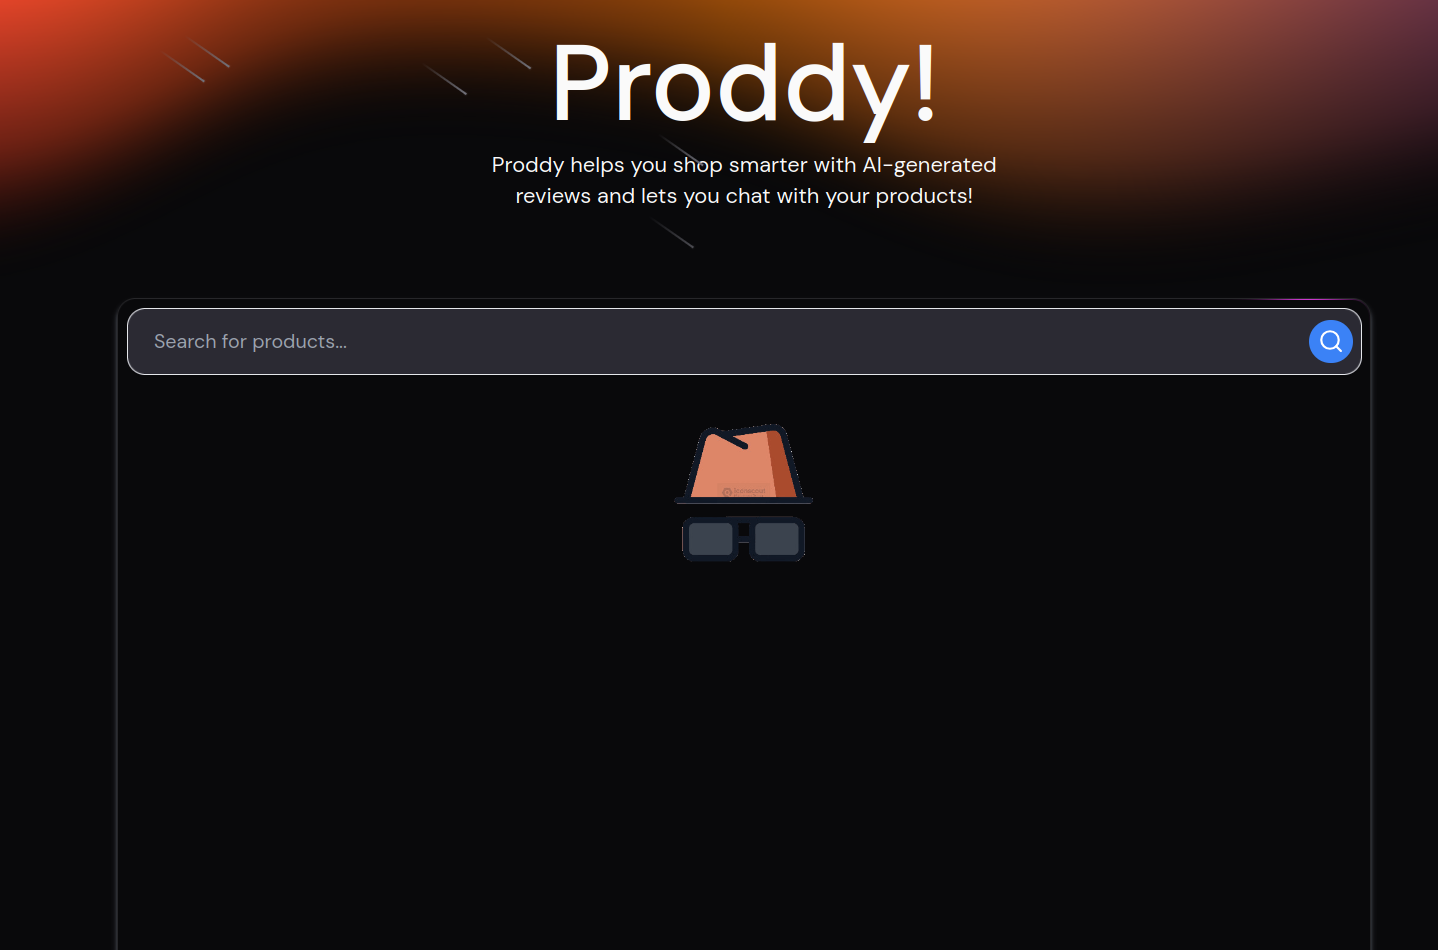 Proddy!
Proddy helps you shop smarter with AI-generated
reviews and lets you chat with your products!
Search for products...